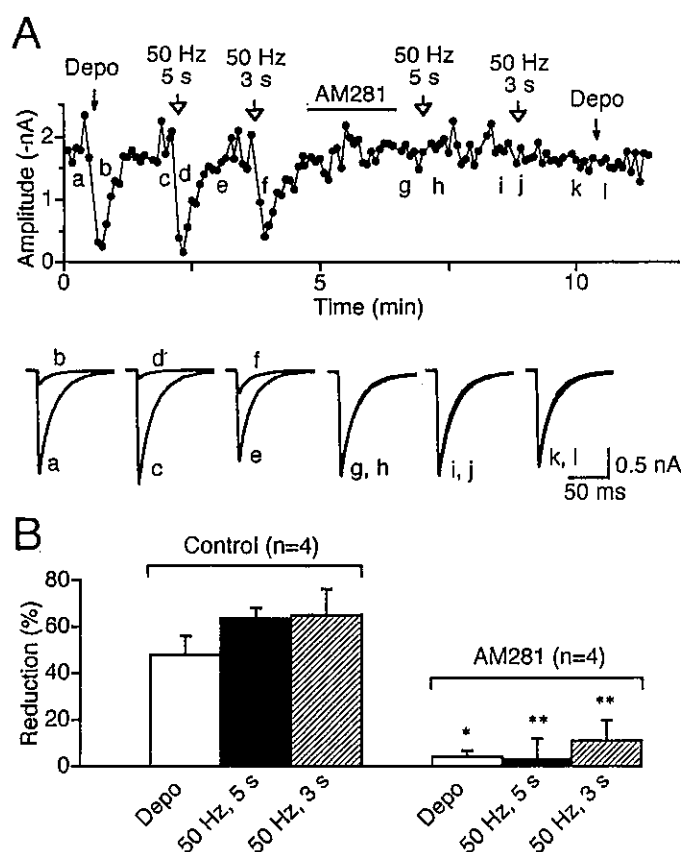 A
Depo
50 Hz
5 s
50 Hz
3 s
AM281
50 Hz
5 s
50 Hz
3 s
Depo
Amplitude (-nA)
2
1
0
a
b
c
d
e
f
g
h
i
j
k
l
0
5
10
Time (min)
b
d
f
a
c
e
g, h
i, j
k, l
0.5 nA
50 ms
B
Control (n=4)
AM281 (n=4)
Reduction (%)
80
60
40
20
0
*
**
**
Depo
50 Hz, 5 s
50 Hz, 3 s
Depo
50 Hz, 5 s
50 Hz, 3 s